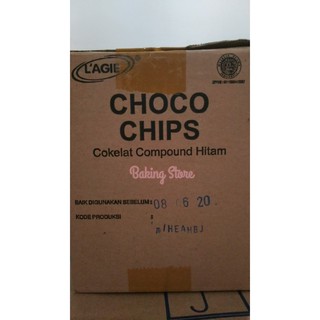 L'AGIE
CHOCO
CHIPS
Cokelat Compound Hitam
Baking Store
BAIK DIGUNAKAN SEBELUM : 08 6 20
KODE PRODUKSI :